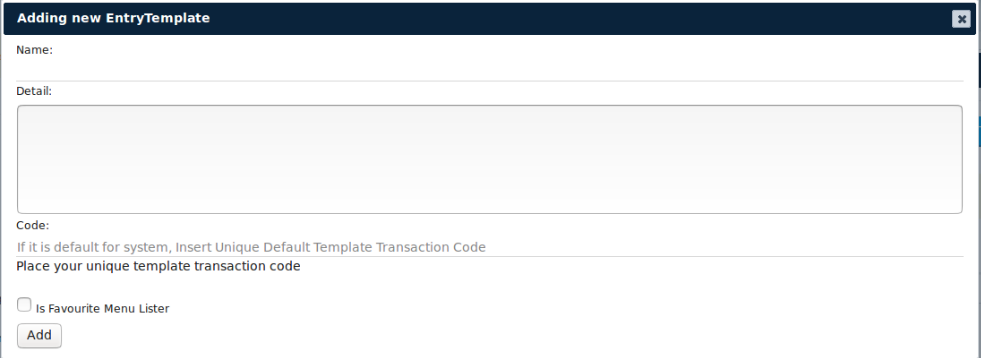 Adding new EntryTemplate
Name:
Detail:
Code:
If it is default for system, Insert Unique Default Template Transaction Code
Place your unique template transaction code
Is Favourite Menu Lister
Add